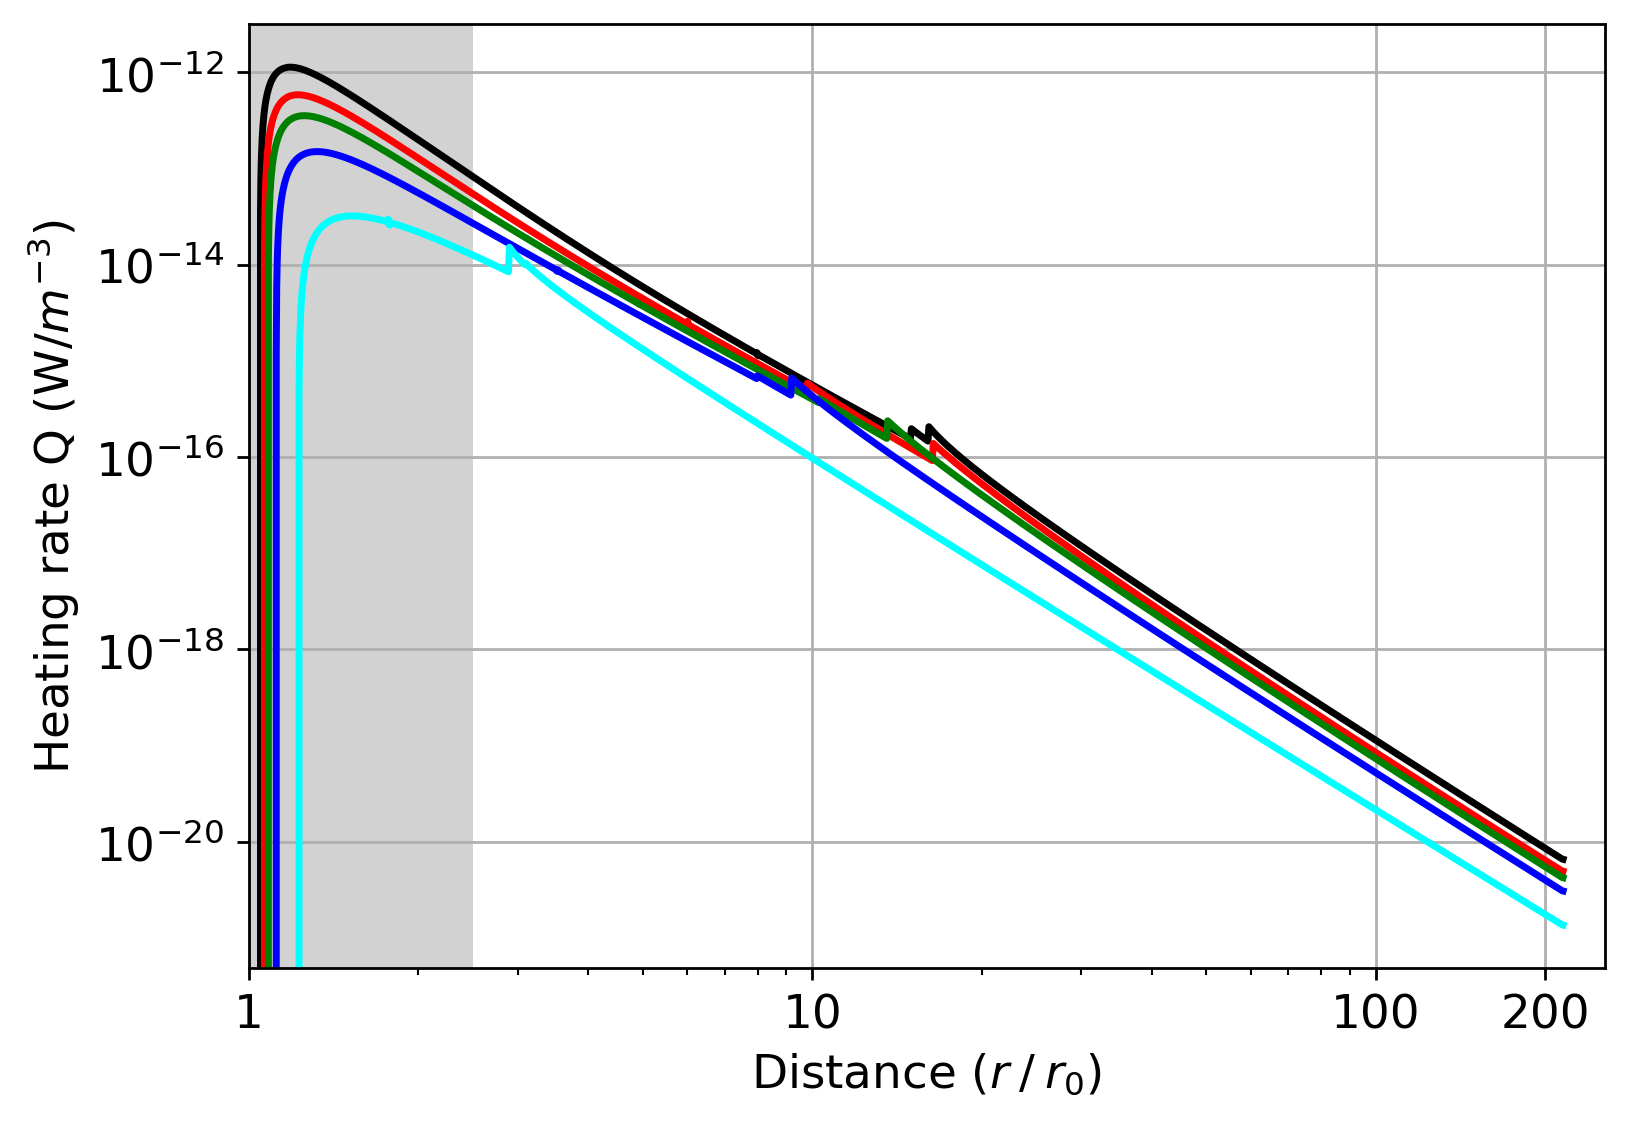 Heating rate Q (W/m⁻³)
10⁻¹²
10⁻¹⁴
10⁻¹⁶
10⁻¹⁸
10⁻²⁰
1 10 100 200
Distance (r / r₀)